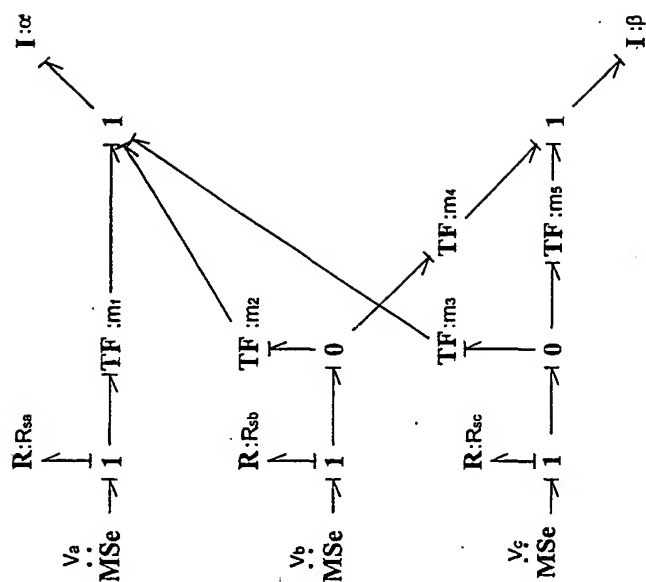 I:α
1
R:Rsa
TF:m1
Va
MSe
1
TF:m2
R:Rsb
0
Vb
MSe
1
TF:m4
TF:m3
R:Rsc
1
TF:m5
0
Vc
MSe
1
I:β